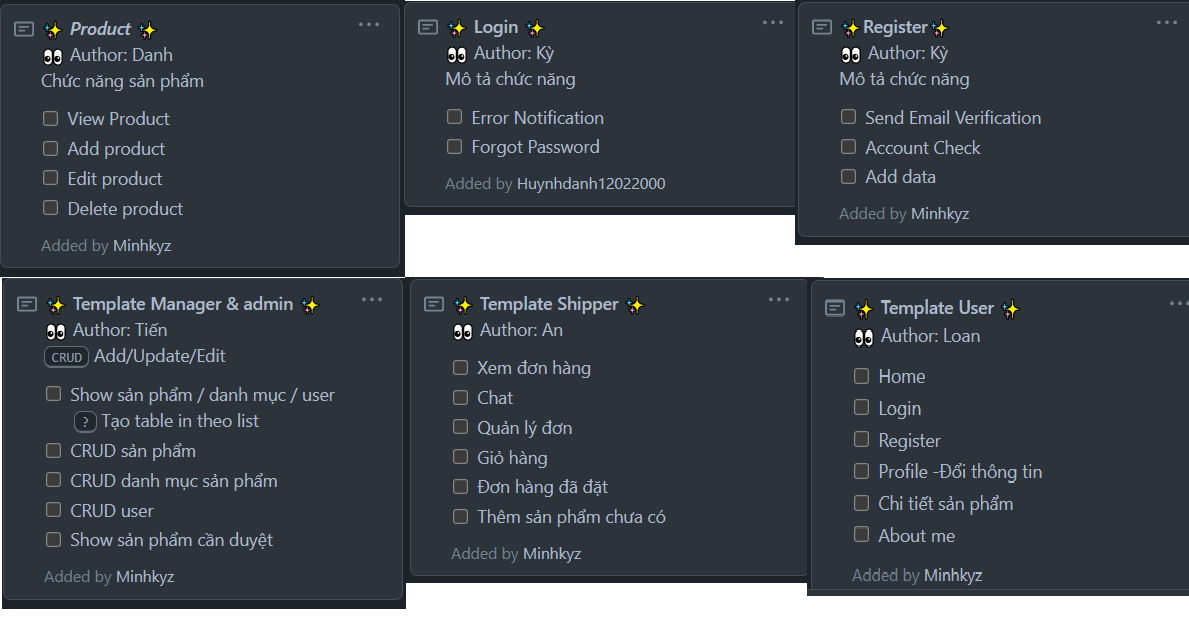 Product
Author: Danh
Chức năng sản phẩm
View Product
Add product
Edit product
Delete product
Added by Minhkyz
Login
Author: Kỳ
Mô tả chức năng
Error Notification
Forgot Password
Added by Huynhdanh12022000
Register
Author: Kỳ
Mô tả chức năng
Send Email Verification
Account Check
Add data
Added by Minhkyz
Template Manager & admin
Author: Tiến
CRUD Add/Update/Edit
Show sản phẩm / danh mục / user
? Tạo table in theo list
CRUD sản phẩm
CRUD danh mục sản phẩm
CRUD user
Show sản phẩm cần duyệt
Added by Minhkyz
Template Shipper
Author: An
Xem đơn hàng
Chat
Quản lý đơn
Giỏ hàng
Đơn hàng đã đặt
Thêm sản phẩm chưa có
Added by Minhkyz
Template User
Author: Loan
Home
Login
Register
Profile -Đổi thông tin
Chi tiết sản phẩm
About me
Added by Minhkyz